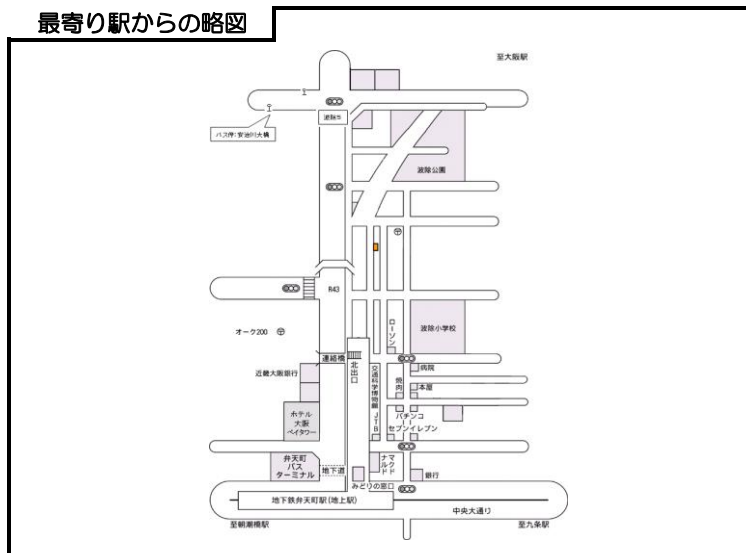 最寄り駅からの略図
至大阪駅
波除5
バス停:安治川大橋
波除公園
R43
オーク200
ローソン
波除小学校
連絡橋
北出口
交通科学博物館
病院
近畿大阪銀行
焼肉
本屋
JTB
パチンコ
セブンイレブン
ホテル
大阪
ベイタワー
弁天町
バス
ターミナル
地下道
マクド
ナルド
銀行
みどりの窓口
地下鉄弁天町駅(地上駅)
中央大通り
至朝潮橋駅
至九条駅